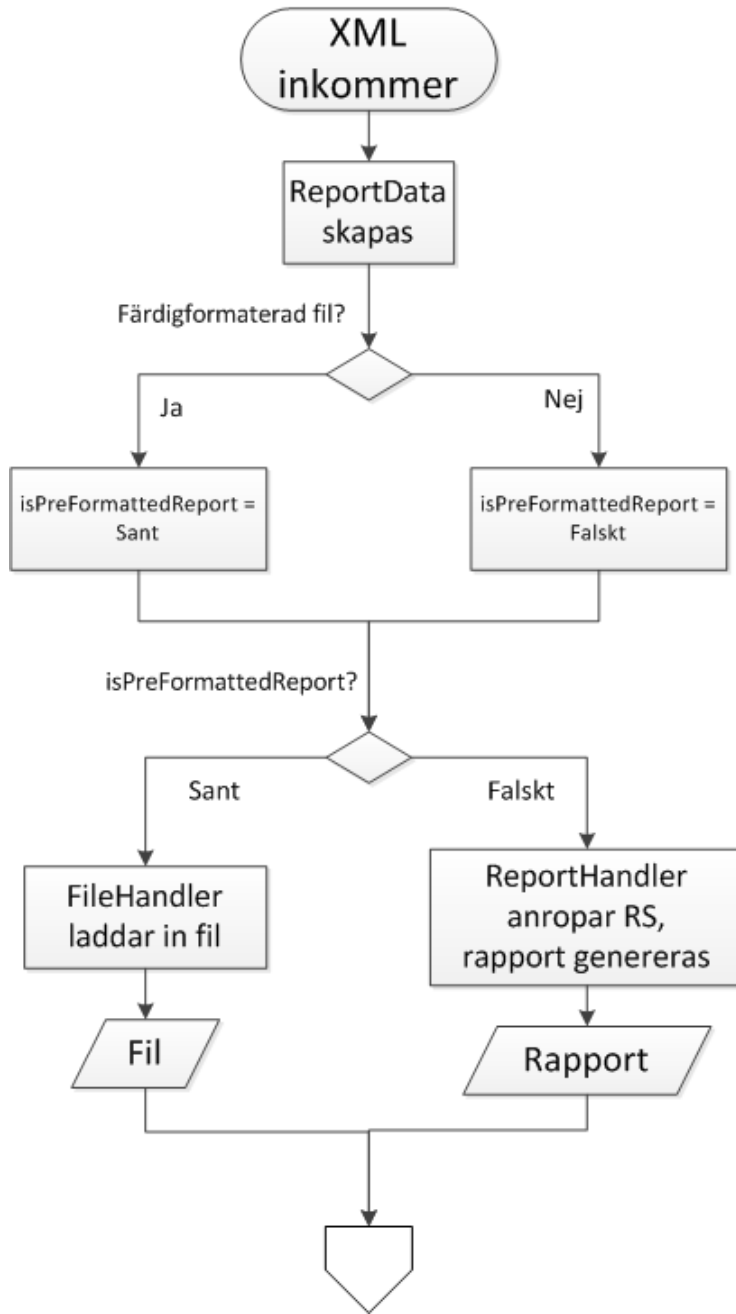 XML
inkommer
ReportData
skapas
Färdigformaterad fil?
Ja
Nej
isPreFormattedReport =
Sant
isPreFormattedReport =
Falskt
isPreFormattedReport?
Sant
Falskt
FileHandler
laddar in fil
ReportHandler
anropar RS,
rapport genereras
Fil
Rapport